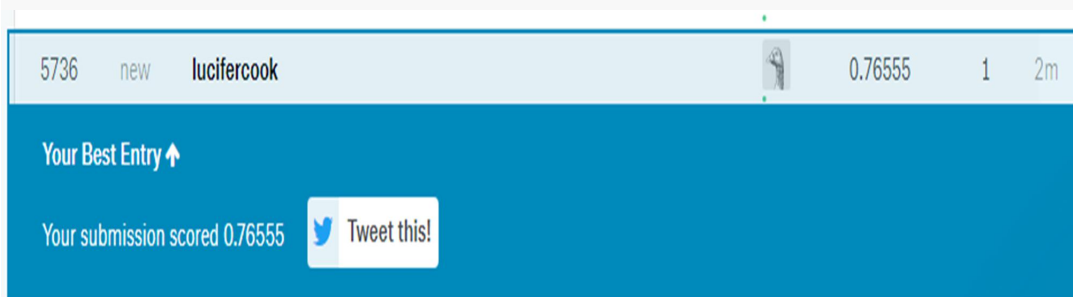 5736 new lucifercook 0.76555 1 2m
Your Best Entry
Your submission scored 0.76555 Tweet this!